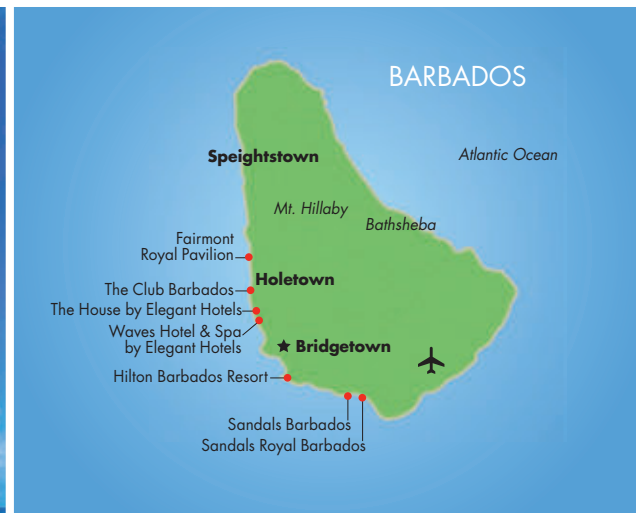 BARBADOS
Speightstown
Atlantic Ocean
Mt. Hillaby
Bathsheba
Fairmont
Royal Pavilion
Holetown
The Club Barbados
The House by Elegant Hotels
Waves Hotel & Spa
by Elegant Hotels
Bridgetown
Hilton Barbados Resort
Sandals Barbados
Sandals Royal Barbados